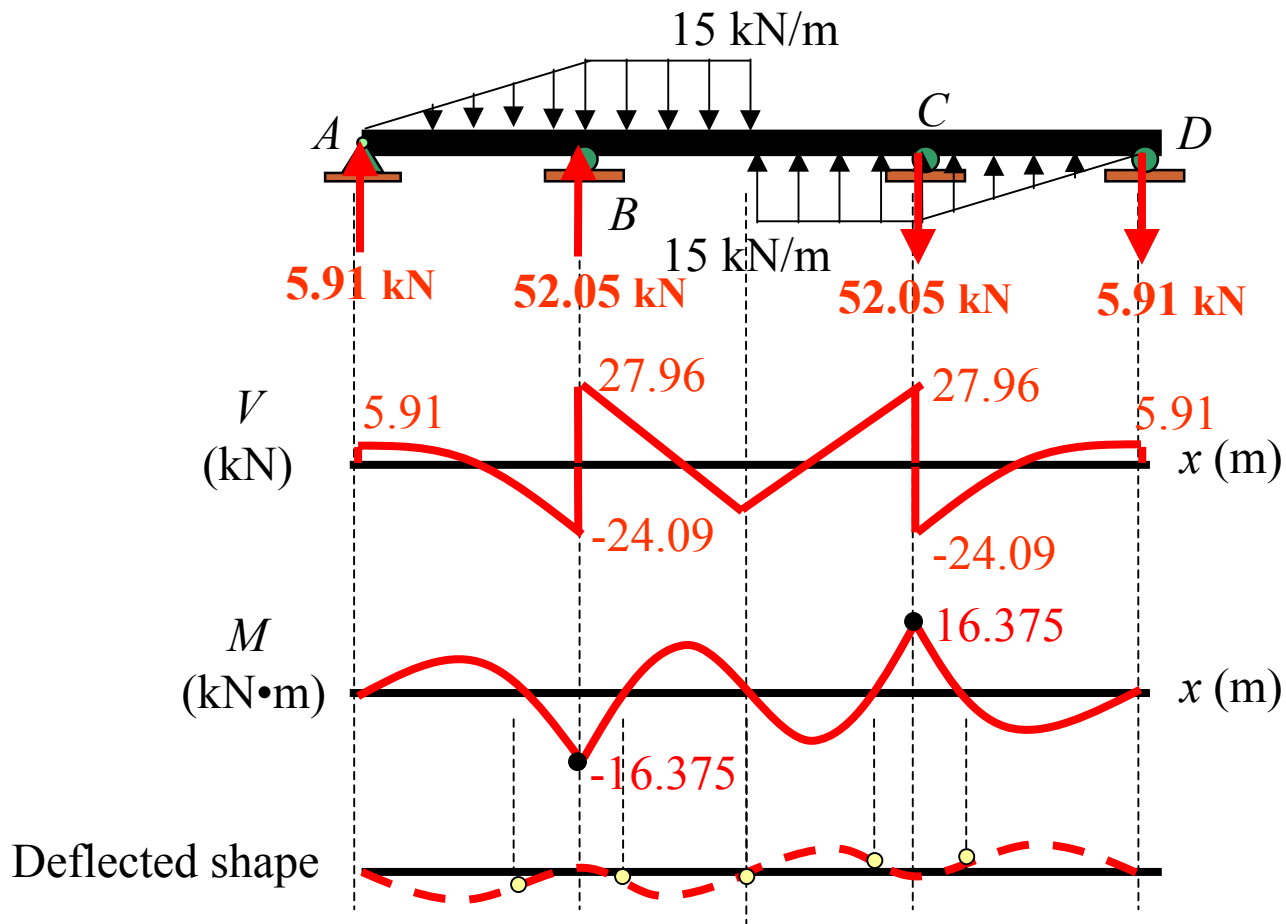 15 kN/m
A
C
D
B
15 kN/m
5.91 kN
52.05 kN
52.05 kN
5.91 kN
V
(kN)
5.91
27.96
27.96
5.91
x (m)
-24.09
-24.09
M
(kN•m)
16.375
x (m)
-16.375
Deflected shape